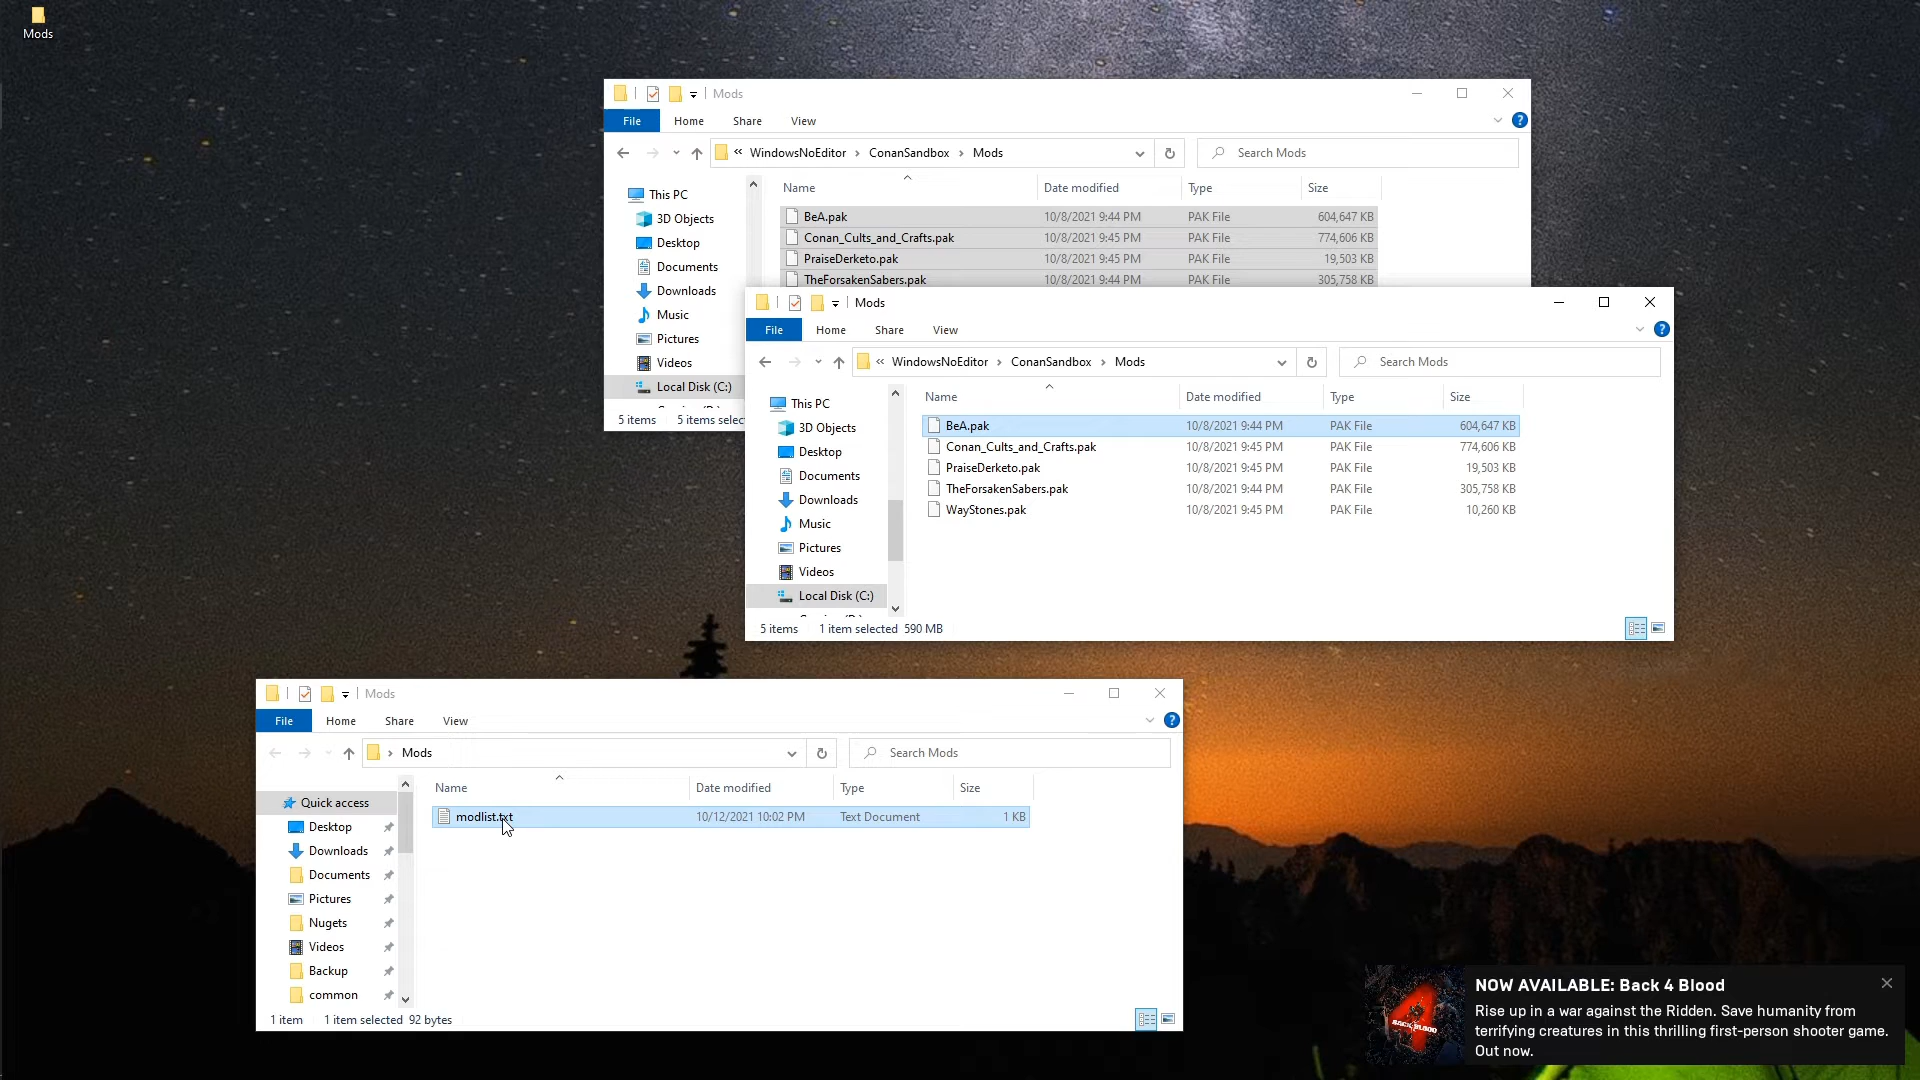 Mods
Mods
File Home Share View
« WindowsNoEditor › ConanSandbox › Mods
Search Mods
Name Date modified Type Size
This PC
3D Objects
Desktop
Documents
Downloads
Music
Pictures
Videos
Local Disk (C:)
BeA.pak 10/8/2021 9:44 PM PAK File 604,647 KB
Conan_Cults_and_Crafts.pak 10/8/2021 9:45 PM PAK File 774,606 KB
PraiseDerketo.pak 10/8/2021 9:45 PM PAK File 19,503 KB
TheForsakenSabers.pak 10/8/2021 9:44 PM PAK File 305,758 KB
5 items 5 items selec
Mods
File Home Share View
« WindowsNoEditor › ConanSandbox › Mods
Search Mods
Name Date modified Type Size
This PC
3D Objects
Desktop
Documents
Downloads
Music
Pictures
Videos
Local Disk (C:)
BeA.pak 10/8/2021 9:44 PM PAK File 604,647 KB
Conan_Cults_and_Crafts.pak 10/8/2021 9:45 PM PAK File 774,606 KB
PraiseDerketo.pak 10/8/2021 9:45 PM PAK File 19,503 KB
TheForsakenSabers.pak 10/8/2021 9:44 PM PAK File 305,758 KB
WayStones.pak 10/8/2021 9:45 PM PAK File 10,260 KB
5 items 1 item selected 590 MB
Mods
File Home Share View
› Mods
Search Mods
Name Date modified Type Size
Quick access
Desktop
Downloads
Documents
Pictures
Nugets
Videos
Backup
common
modlist.txt 10/12/2021 10:02 PM Text Document 1 KB
1 item 1 item selected 92 bytes
4
BACK4BLOOD
NOW AVAILABLE: Back 4 Blood
Rise up in a war against the Ridden. Save humanity from
terrifying creatures in this thrilling first-person shooter game.
Out now.